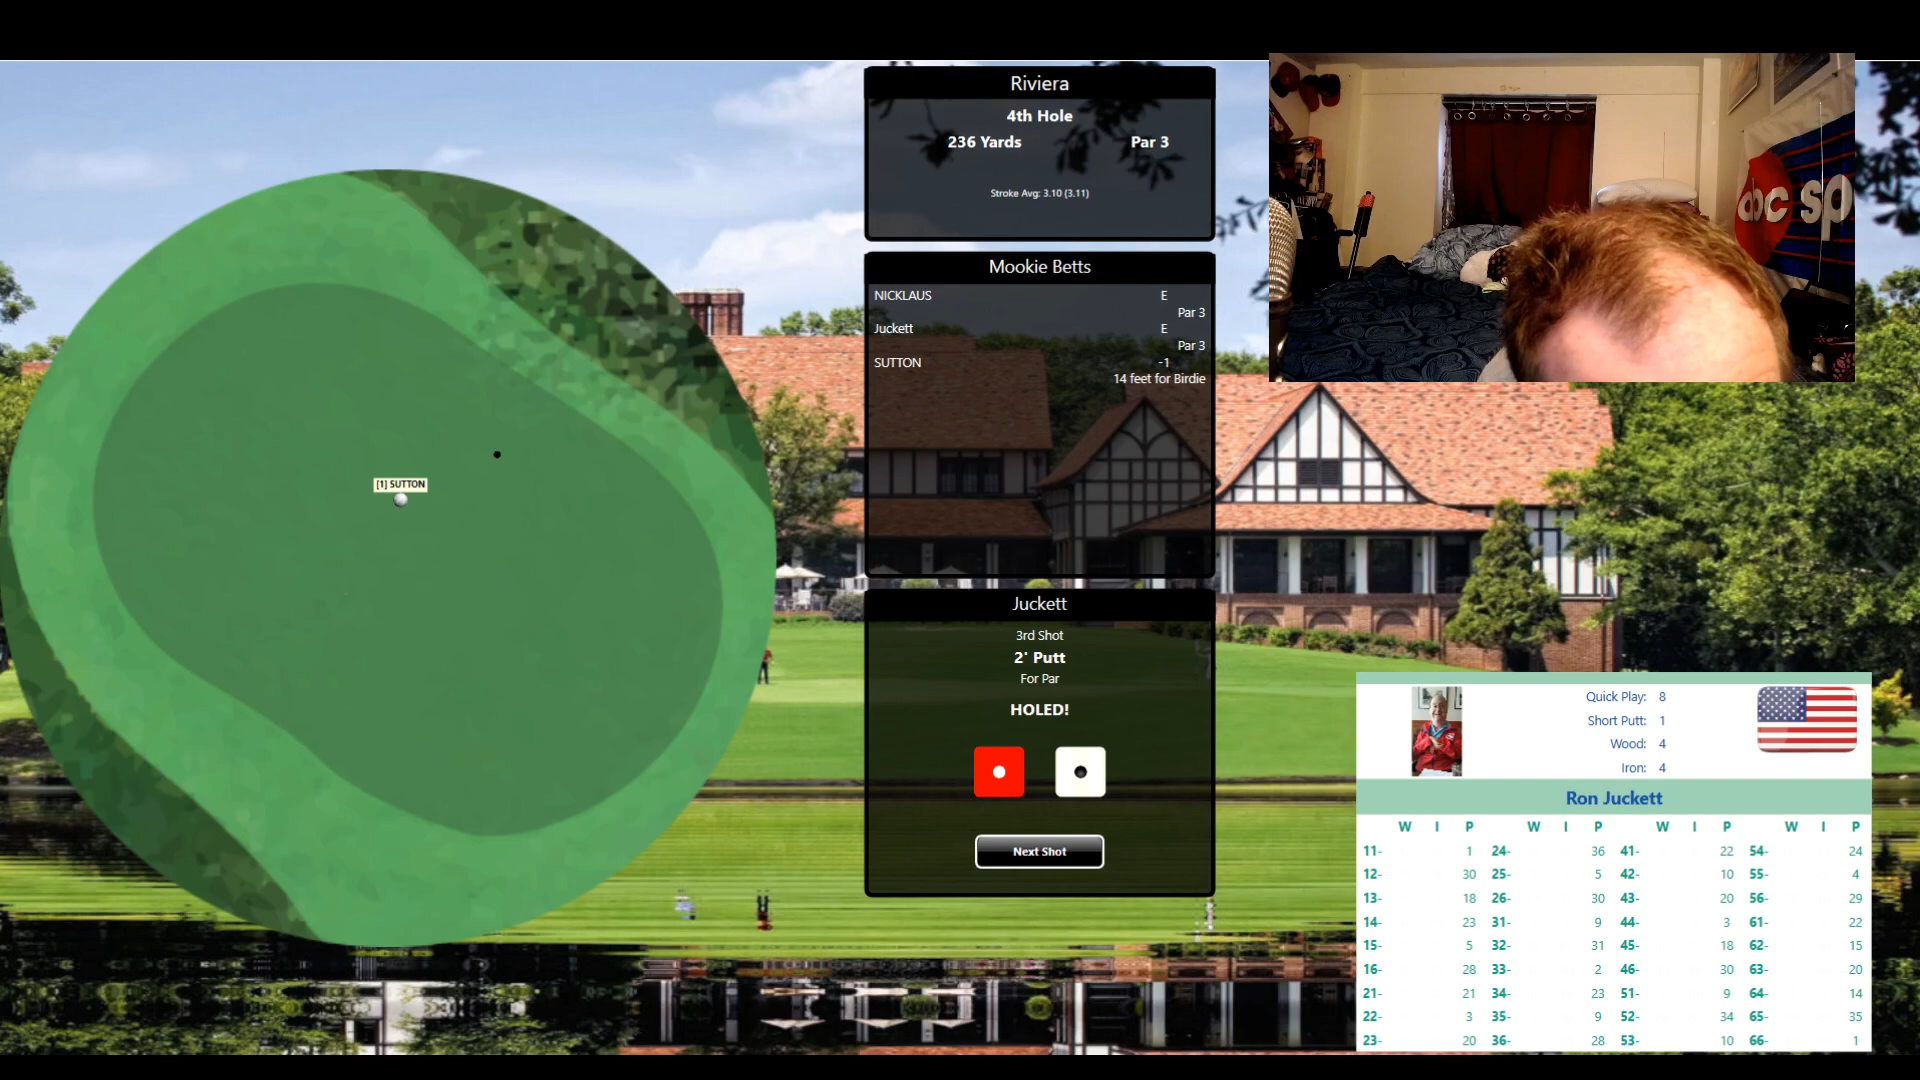 Riviera
4th Hole
236 Yards Par 3
Stroke Avg: 3.10 (3.11)
Mookie Betts
NICKLAUS E
Par 3
Juckett E
Par 3
SUTTON -1
14 feet for Birdie
[1] SUTTON
Juckett
3rd Shot
2' Putt
For Par
HOLED!
Next Shot
abc sp
Quick Play: 8
Short Putt: 1
Wood: 4
Iron: 4
Ron Juckett
W I P W I P W I P W I P
11- 1 24- 36 41- 22 54- 24
12- 30 25- 5 42- 10 55- 4
13- 18 26- 30 43- 20 56- 29
14- 23 31- 9 44- 3 61- 22
15- 5 32- 31 45- 18 62- 15
16- 28 33- 2 46- 30 63- 20
21- 21 34- 23 51- 9 64- 14
22- 3 35- 9 52- 34 65- 35
23- 20 36- 28 53- 10 66- 1